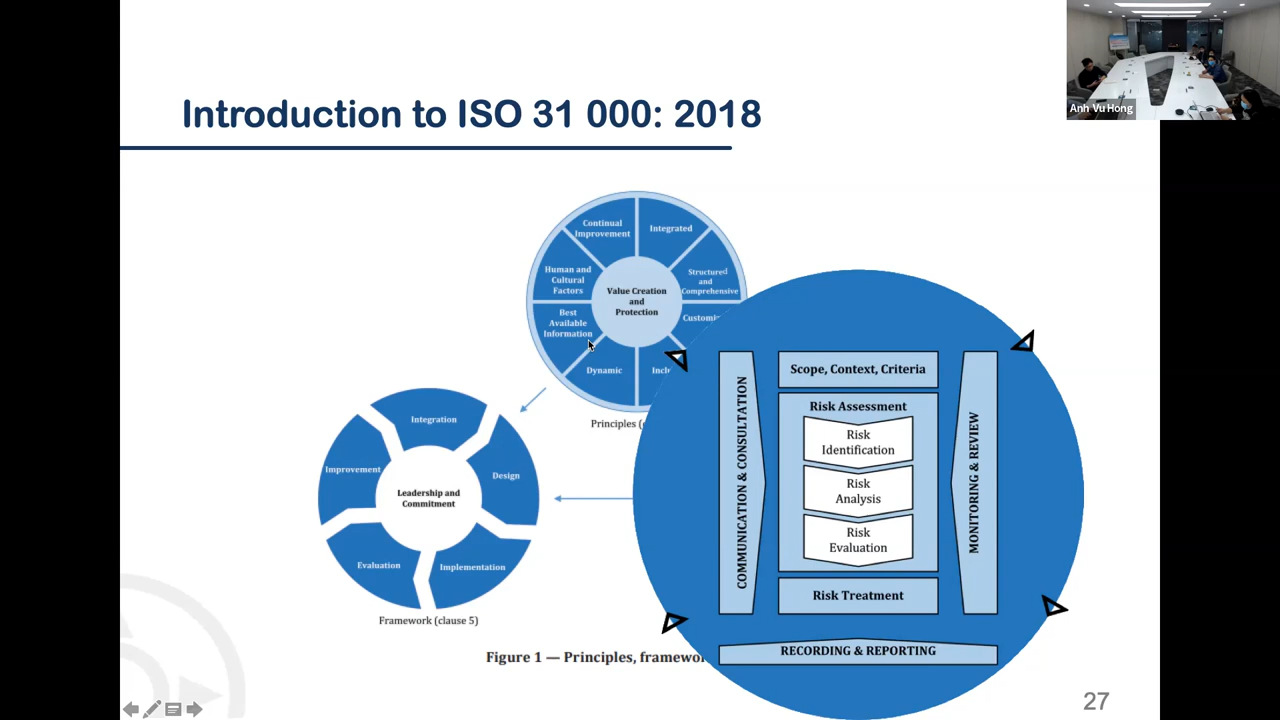 Anh Vu Hong
Introduction to ISO 31 000: 2018
Continual
Improvement
Integrated
Human and
Cultural
Factors
Structured
and
Comprehensive
Value Creation
and
Protection
Best
Available
Information
Customi
Dynamic
Incl
Principles (
Integration
Improvement
Design
Leadership and
Commitment
Evaluation
Implementation
Framework (clause 5)
Scope, Context, Criteria
Risk Assessment
Risk
Identification
Risk
Analysis
Risk
Evaluation
Risk Treatment
COMMUNICATION & CONSULTATION
MONITORING & REVIEW
RECORDING & REPORTING
Figure 1 — Principles, framewor
27